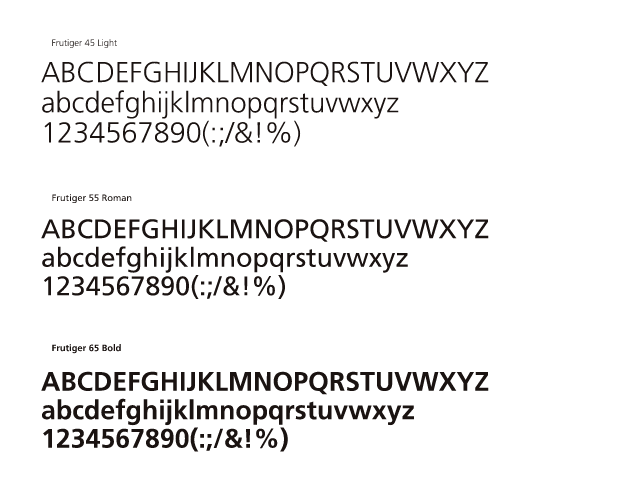 Frutiger 45 Light
ABCDEFGHIJKLMNOPQRSTUVWXYZ
abcdefghijklmnopqrstuvwxyz
1234567890(:;/&!%)
Frutiger 55 Roman
ABCDEFGHIJKLMNOPQRSTUVWXYZ
abcdefghijklmnopqrstuvwxyz
1234567890(:;/&!%)
Frutiger 65 Bold
ABCDEFGHIJKLMNOPQRSTUVWXYZ
abcdefghijklmnopqrstuvwxyz
1234567890(:;/&!%)